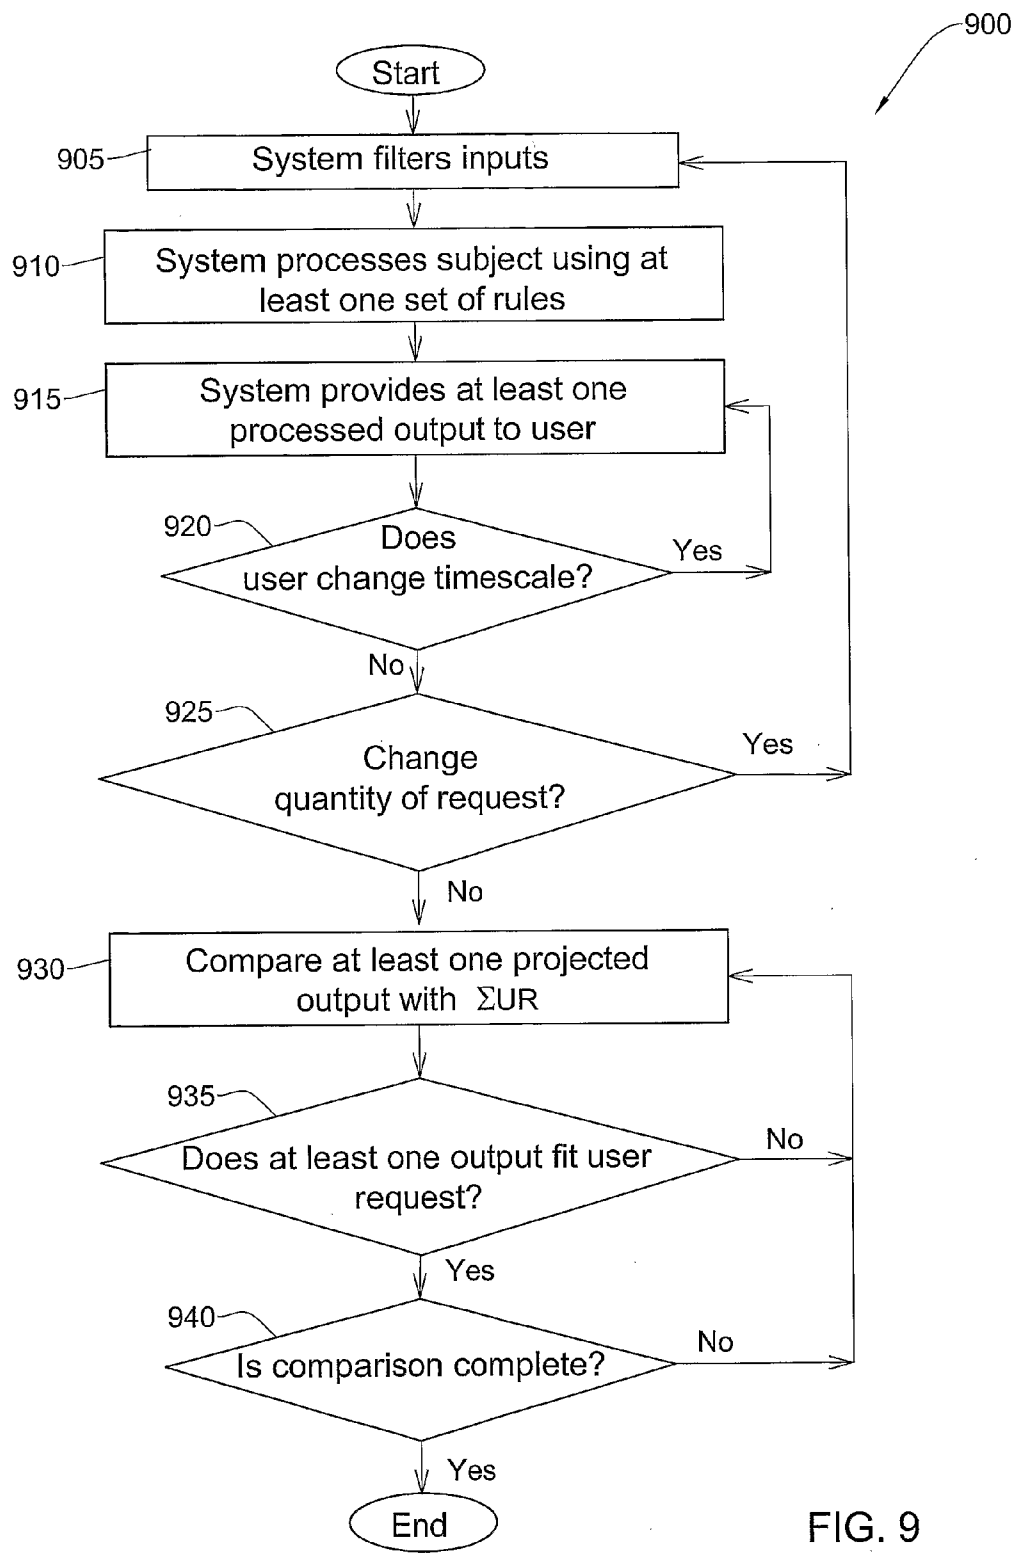 900
Start
905
System filters inputs
910
System processes subject using at
least one set of rules
915
System provides at least one
processed output to user
920
Does
user change timescale?
Yes
No
925
Change
quantity of request?
Yes
No
930
Compare at least one projected
output with ΣUR
935
Does at least one output fit user
request?
No
Yes
940
Is comparison complete?
No
Yes
End
FIG. 9